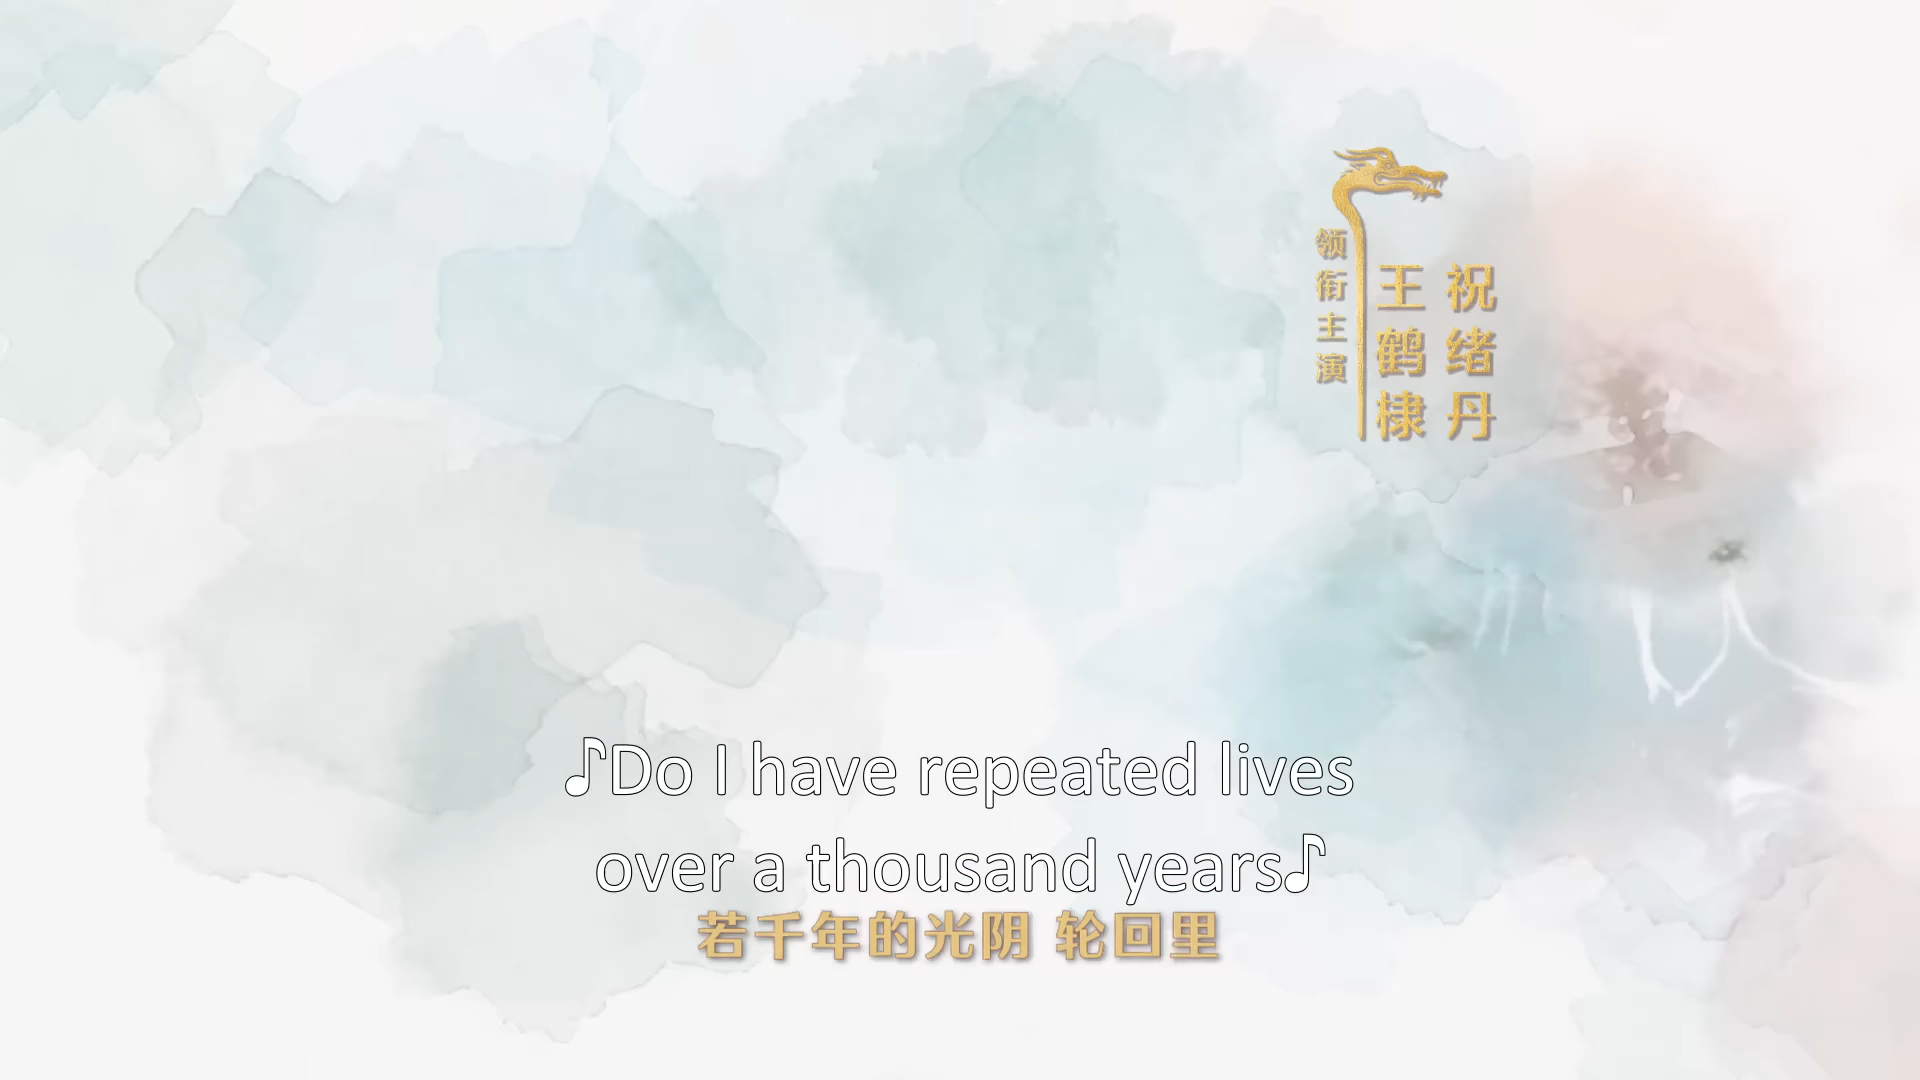 祝绪丹
王鹤棣
领衔主演
♪Do I have repeated lives
over a thousand years♪
若千年的光阴 轮回里